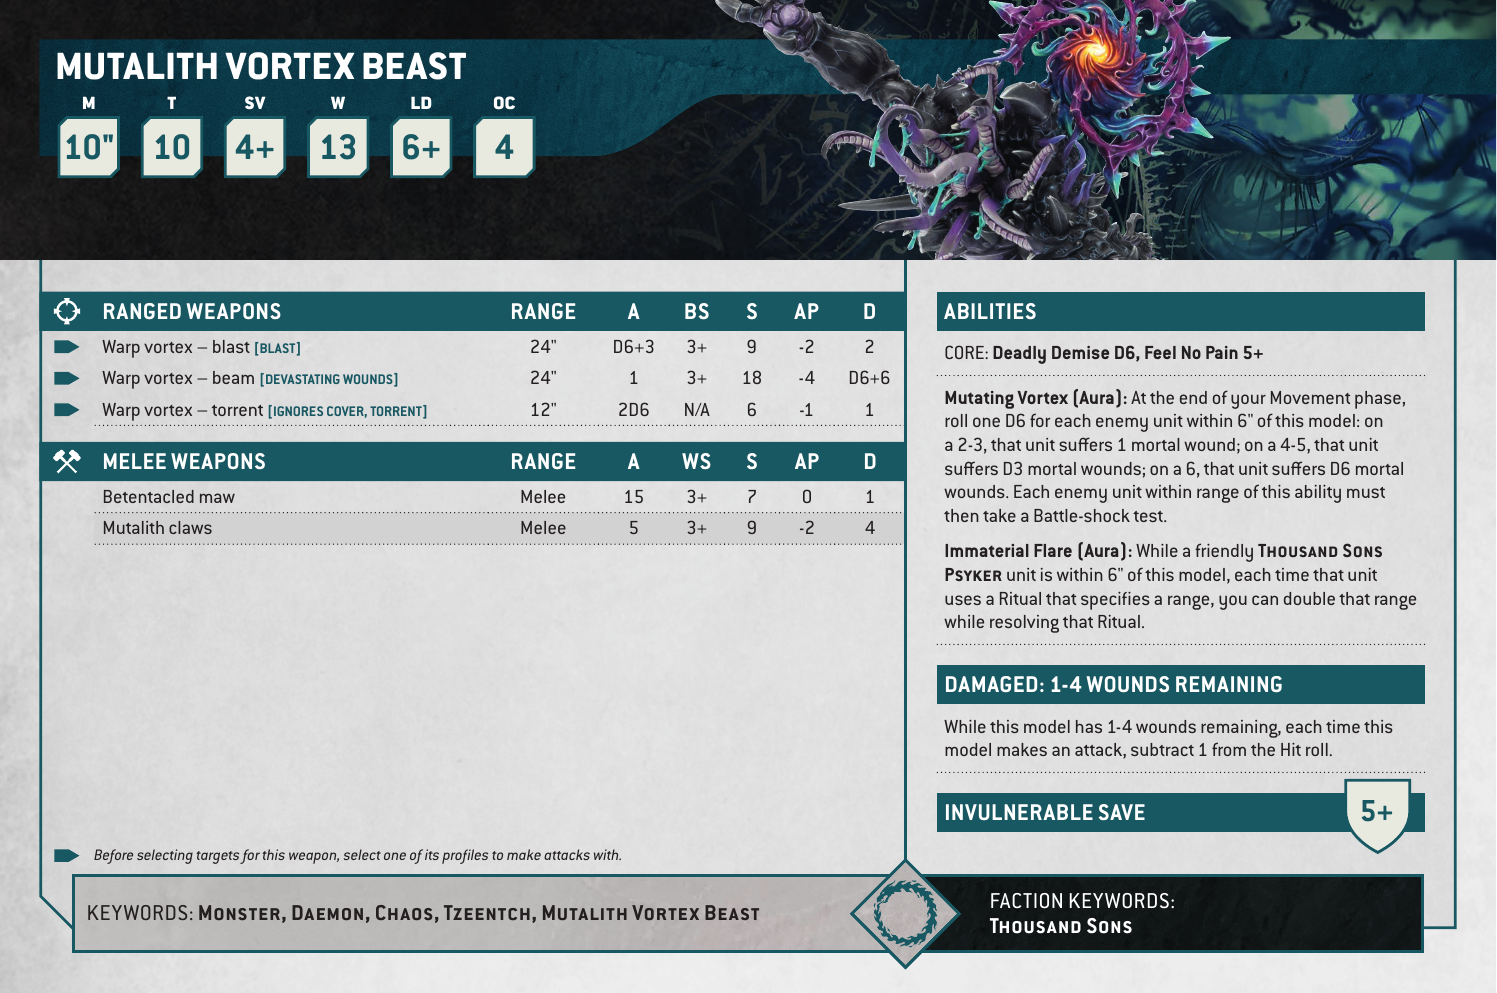 MUTALITH VORTEX BEAST
M T SV W LD OC
10" 10 4+ 13 6+ 4
RANGED WEAPONS RANGE A BS S AP D
Warp vortex – blast [BLAST] 24" D6+3 3+ 9 -2 2
Warp vortex – beam [DEVASTATING WOUNDS] 24" 1 3+ 18 -4 D6+6
Warp vortex – torrent [IGNORES COVER, TORRENT] 12" 2D6 N/A 6 -1 1
MELEE WEAPONS RANGE A WS S AP D
Betentacled maw Melee 15 3+ 7 0 1
Mutalith claws Melee 5 3+ 9 -2 4
Before selecting targets for this weapon, select one of its profiles to make attacks with.
ABILITIES
CORE: Deadly Demise D6, Feel No Pain 5+
Mutating Vortex (Aura): At the end of your Movement phase,
roll one D6 for each enemy unit within 6" of this model: on
a 2-3, that unit suffers 1 mortal wound; on a 4-5, that unit
suffers D3 mortal wounds; on a 6, that unit suffers D6 mortal
wounds. Each enemy unit within range of this ability must
then take a Battle-shock test.
Immaterial Flare (Aura): While a friendly THOUSAND SONS
PSYKER unit is within 6" of this model, each time that unit
uses a Ritual that specifies a range, you can double that range
while resolving that Ritual.
DAMAGED: 1-4 WOUNDS REMAINING
While this model has 1-4 wounds remaining, each time this
model makes an attack, subtract 1 from the Hit roll.
INVULNERABLE SAVE 5+
KEYWORDS: MONSTER, DAEMON, CHAOS, TZEENTCH, MUTALITH VORTEX BEAST
FACTION KEYWORDS:
THOUSAND SONS